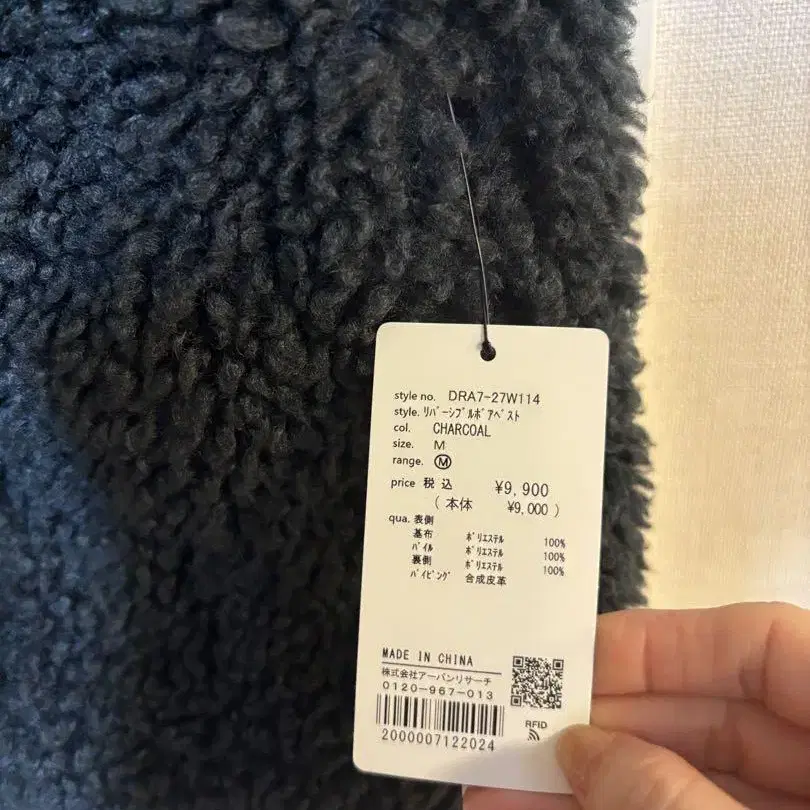 style no. DRA7-27W114
style. ﾘﾊﾞｰｼﾌﾞﾙﾎﾞｱﾍﾞｽﾄ
col. CHARCOAL
size. M
range. Ⓜ
price 税込 ¥9,900
( 本体 ¥9,000 )
qua. 表側
基布 ﾎﾟﾘｴｽﾃﾙ 100%
ﾊﾟｲﾙ ﾎﾟﾘｴｽﾃﾙ 100%
裏側 ﾎﾟﾘｴｽﾃﾙ 100%
ﾊﾟｲﾋﾟﾝｸﾞ 合成皮革
MADE IN CHINA
株式会社アーバンリサーチ
0120-967-013
2000007122024
RFID